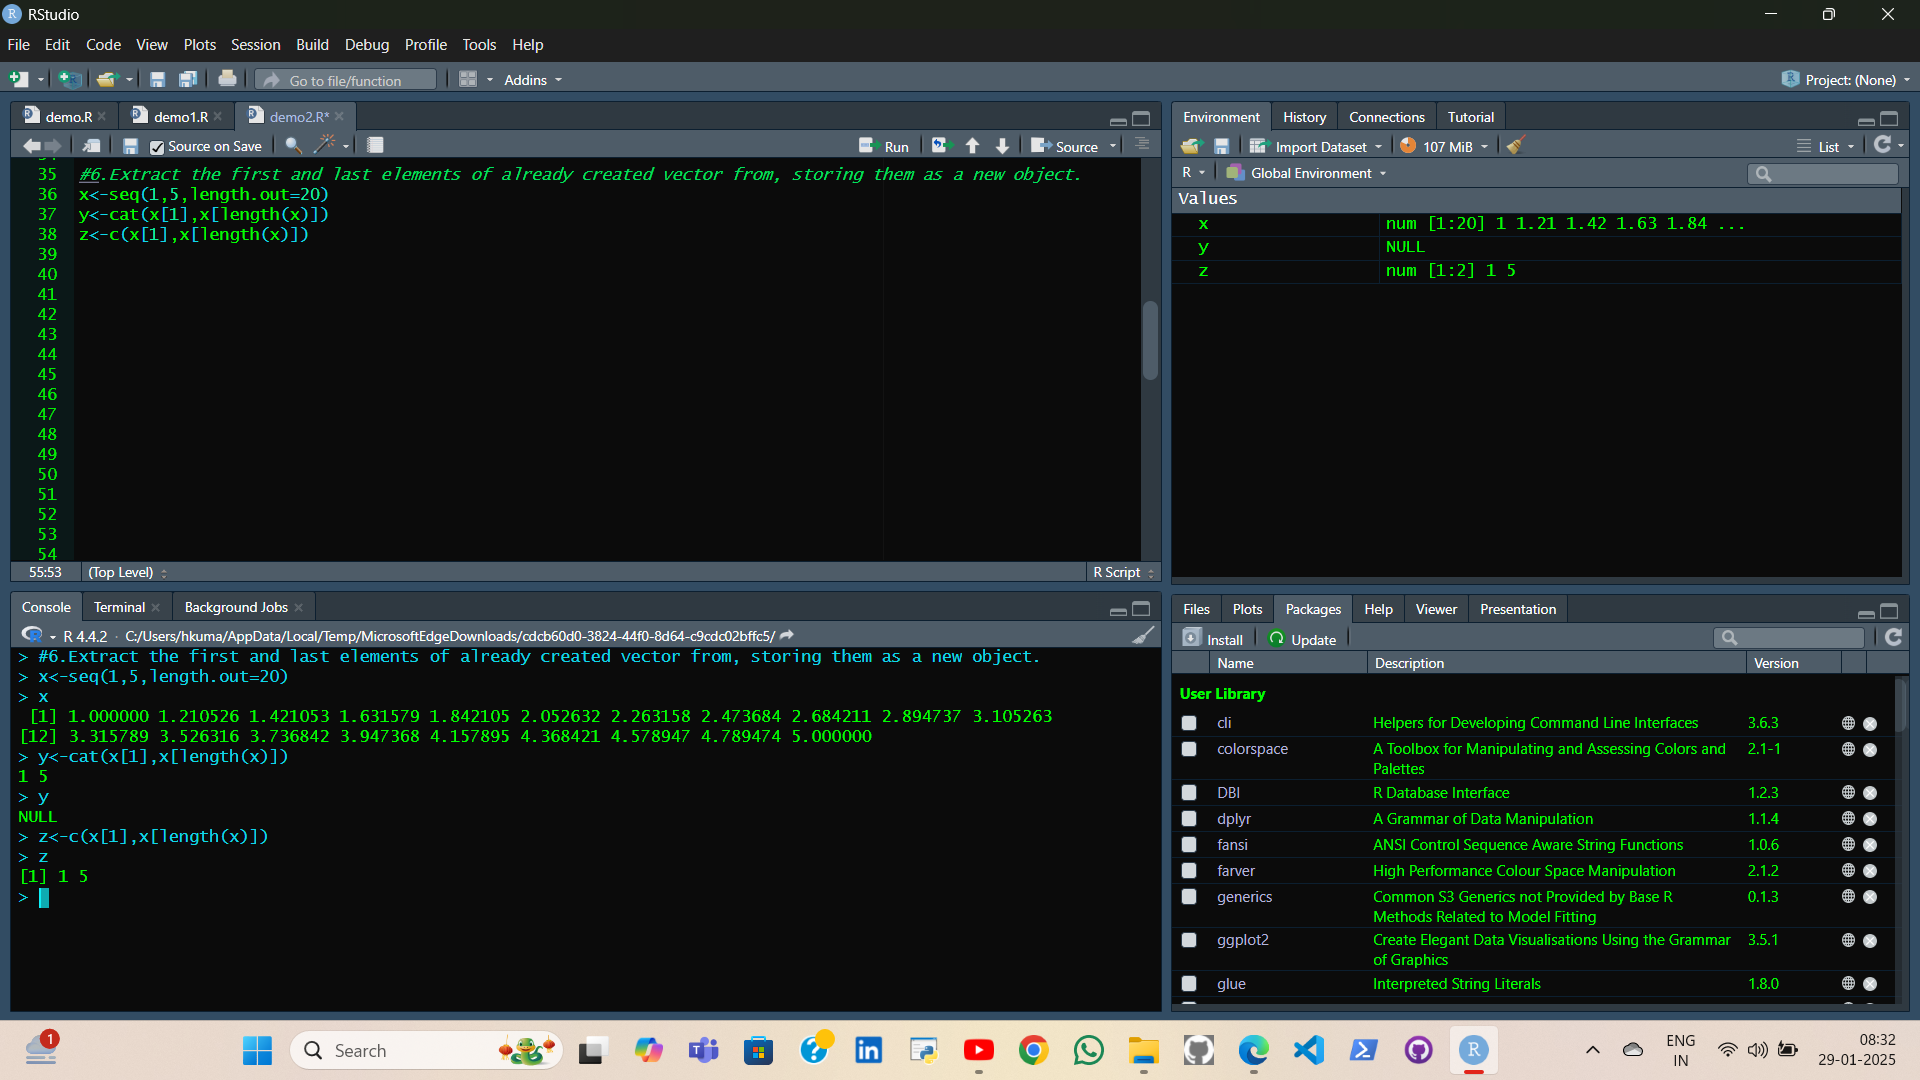 RStudio
File Edit Code View Plots Session Build Debug Profile Tools Help
Go to file/function Addins Project: (None)
demo.R demo1.R demo2.R*
Source on Save Run Source
35 #6.Extract the first and last elements of already created vector from, storing them as a new object.
36 x<-seq(1,5,length.out=20)
37 y<-cat(x[1],x[length(x)])
38 z<-c(x[1],x[length(x)])
39
40
41
42
43
44
45
46
47
48
49
50
51
52
53
54
55:53 (Top Level) R Script
Environment History Connections Tutorial
Import Dataset 107 MiB List
R Global Environment
Values
x num [1:20] 1 1.21 1.42 1.63 1.84 ...
y NULL
z num [1:2] 1 5
Console Terminal Background Jobs
R 4.4.2 · C:/Users/hkuma/AppData/Local/Temp/MicrosoftEdgeDownloads/cdcb60d0-3824-44f0-8d64-c9cdc02bffc5/
> #6.Extract the first and last elements of already created vector from, storing them as a new object.
> x<-seq(1,5,length.out=20)
> x
[1] 1.000000 1.210526 1.421053 1.631579 1.842105 2.052632 2.263158 2.473684 2.684211 2.894737 3.105263
[12] 3.315789 3.526316 3.736842 3.947368 4.157895 4.368421 4.578947 4.789474 5.000000
> y<-cat(x[1],x[length(x)])
1 5
> y
NULL
> z<-c(x[1],x[length(x)])
> z
[1] 1 5
>
Files Plots Packages Help Viewer Presentation
Install Update
Name Description Version
User Library
cli Helpers for Developing Command Line Interfaces 3.6.3
colorspace A Toolbox for Manipulating and Assessing Colors and 2.1-1
Palettes
DBI R Database Interface 1.2.3
dplyr A Grammar of Data Manipulation 1.1.4
fansi ANSI Control Sequence Aware String Functions 1.0.6
farver High Performance Colour Space Manipulation 2.1.2
generics Common S3 Generics not Provided by Base R 0.1.3
Methods Related to Model Fitting
ggplot2 Create Elegant Data Visualisations Using the Grammar 3.5.1
of Graphics
glue Interpreted String Literals 1.8.0
1 Search ENG 08:32
IN 29-01-2025